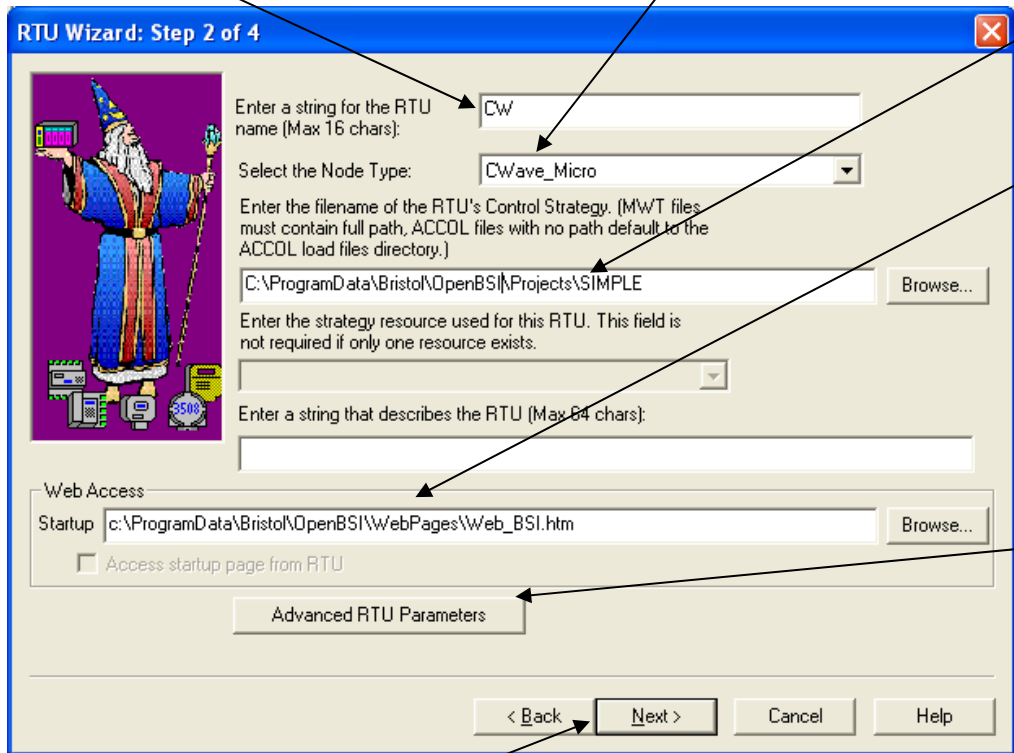 RTU Wizard: Step 2 of 4
Enter a string for the RTU
name (Max 16 chars):
CW
Select the Node Type:
CWave_Micro
Enter the filename of the RTU's Control Strategy. (MWT files
must contain full path, ACCOL files with no path default to the
ACCOL load files directory.)
C:\ProgramData\Bristol\OpenBSI\Projects\SIMPLE
Browse...
Enter the strategy resource used for this RTU. This field is
not required if only one resource exists.
3508
Enter a string that describes the RTU (Max 64 chars):
Web Access
Startup
c:\ProgramData\Bristol\OpenBSI\WebPages\Web_BSI.htm
Browse...
Access startup page from RTU
Advanced RTU Parameters
< Back
Next >
Cancel
Help